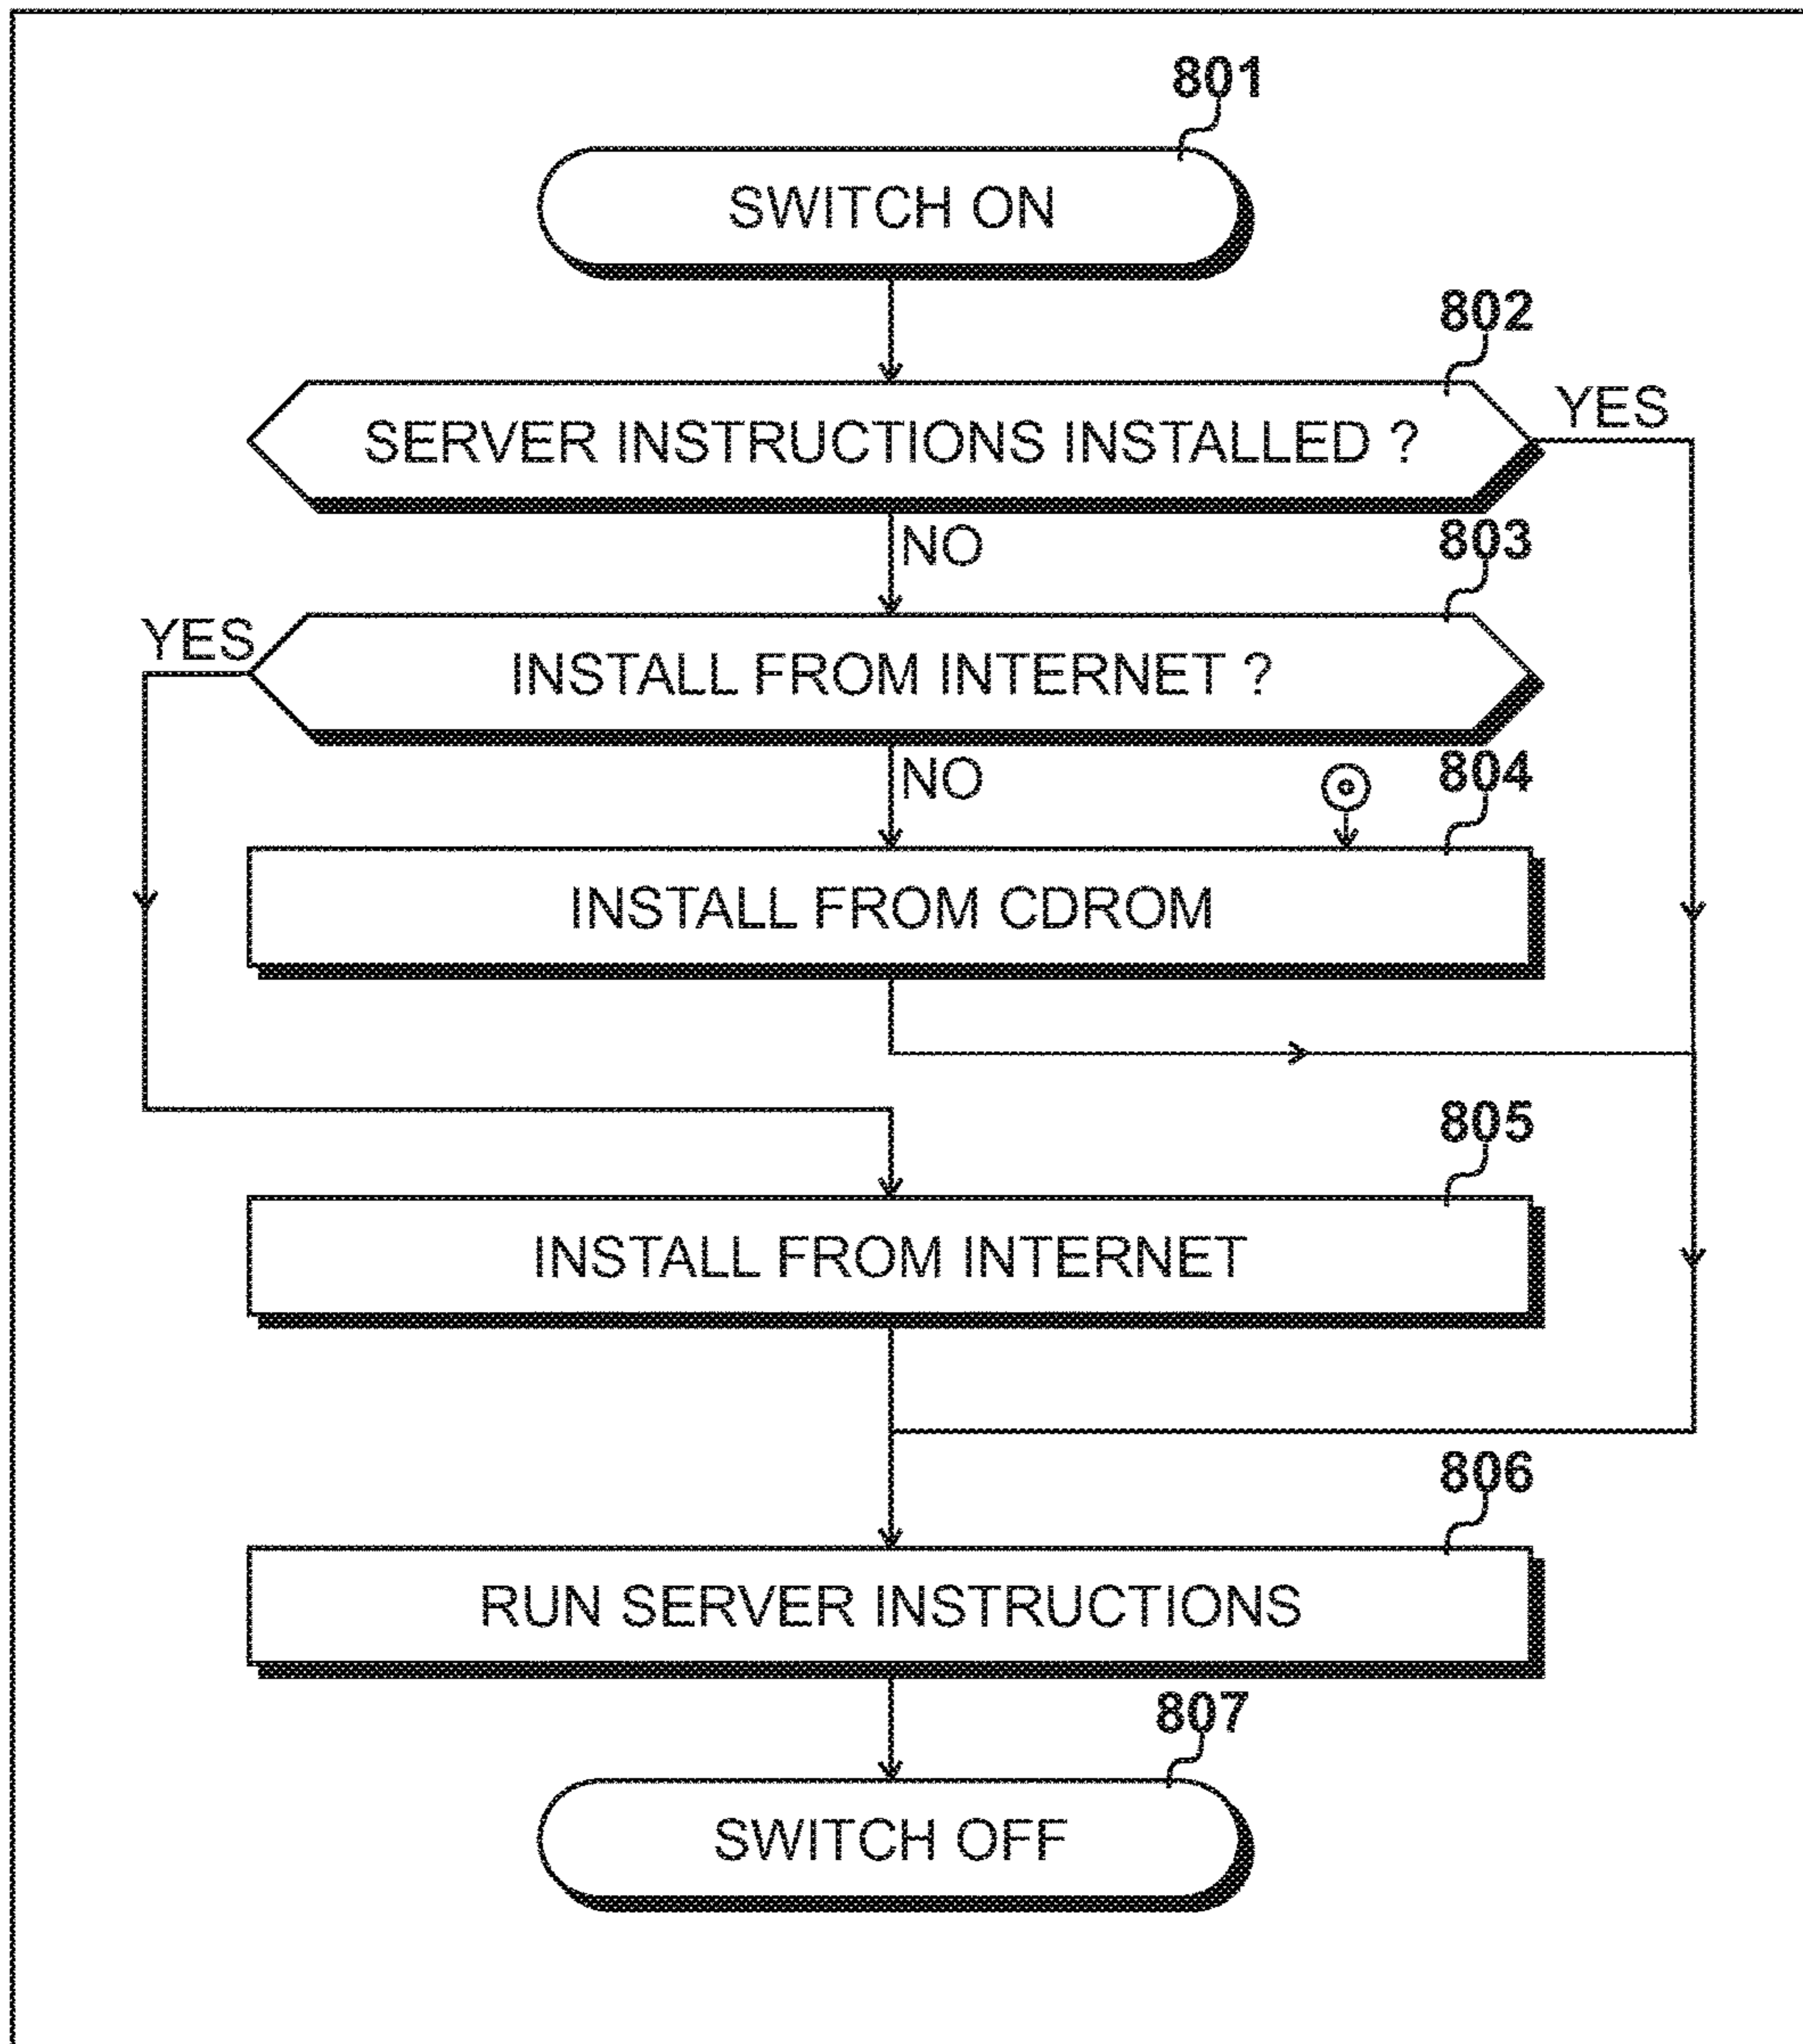 801
SWITCH ON
802
SERVER INSTRUCTIONS INSTALLED ?
YES
NO
803
YES
INSTALL FROM INTERNET ?
NO
804
INSTALL FROM CDROM
805
INSTALL FROM INTERNET
806
RUN SERVER INSTRUCTIONS
807
SWITCH OFF